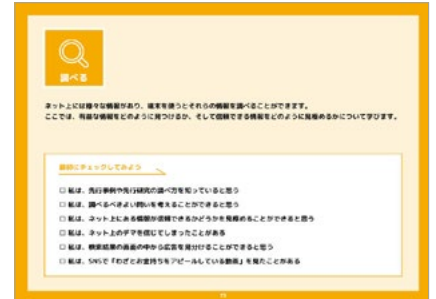 調べる
ネット上には様々な情報があり、端末を使うとそれらの情報を調べることができます。
ここでは、有益な情報をどのように見つけるか、そして信頼できる情報をどのように見極めるかについて学びます。
最初にチェックしてみよう
□ 私は、先行事例や先行研究の調べ方を知っていると思う
□ 私は、調べるべきよい問いを考えることができると思う
□ 私は、ネット上にある情報が信頼できるかどうかを見極めることができると思う
□ 私は、ネット上のデマを信じてしまったことがある
□ 私は、検索結果の画面の中から広告を見分けることができると思う
□ 私は、SNSで「わざとお金持ちをアピールしている動画」を見たことがある